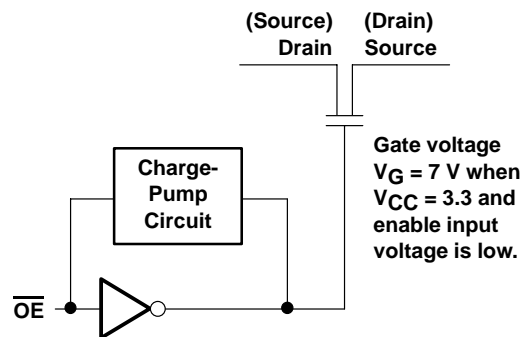 (Source) (Drain)
Drain Source
Charge-
Pump
Circuit
Gate voltage
VG = 7 V when
VCC = 3.3 and
enable input
voltage is low.
OE